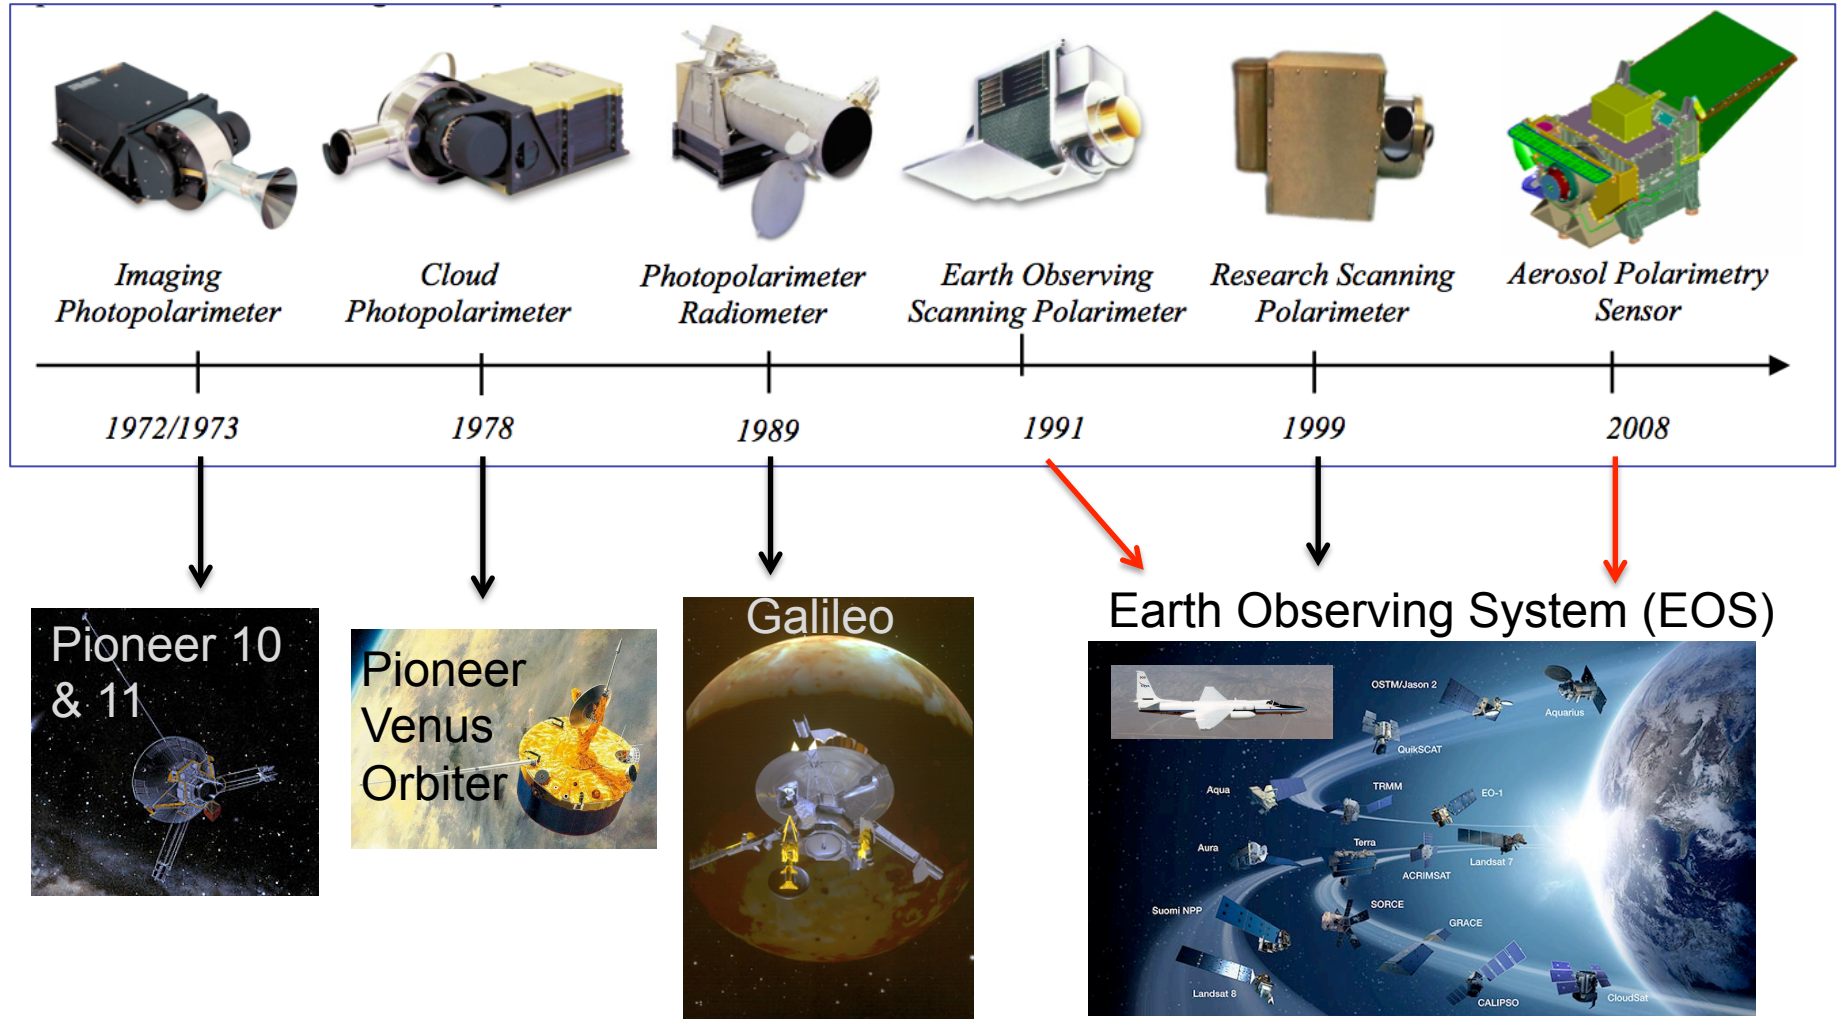 Imaging
Photopolarimeter
Cloud
Photopolarimeter
Photopolarimeter
Radiometer
Earth Observing
Scanning Polarimeter
Research Scanning
Polarimeter
Aerosol Polarimetry
Sensor
1972/1973
1978
1989
1991
1999
2008
Pioneer 10
& 11
Pioneer
Venus
Orbiter
Galileo
Earth Observing System (EOS)
OSTM/Jason 2
Aquarius
QuikSCAT
Aqua
TRMM
EO-1
Aura
Terra
Landsat 7
ACRIMSAT
Suomi NPP
SORCE
GRACE
Landsat 8
CALIPSO
CloudSat